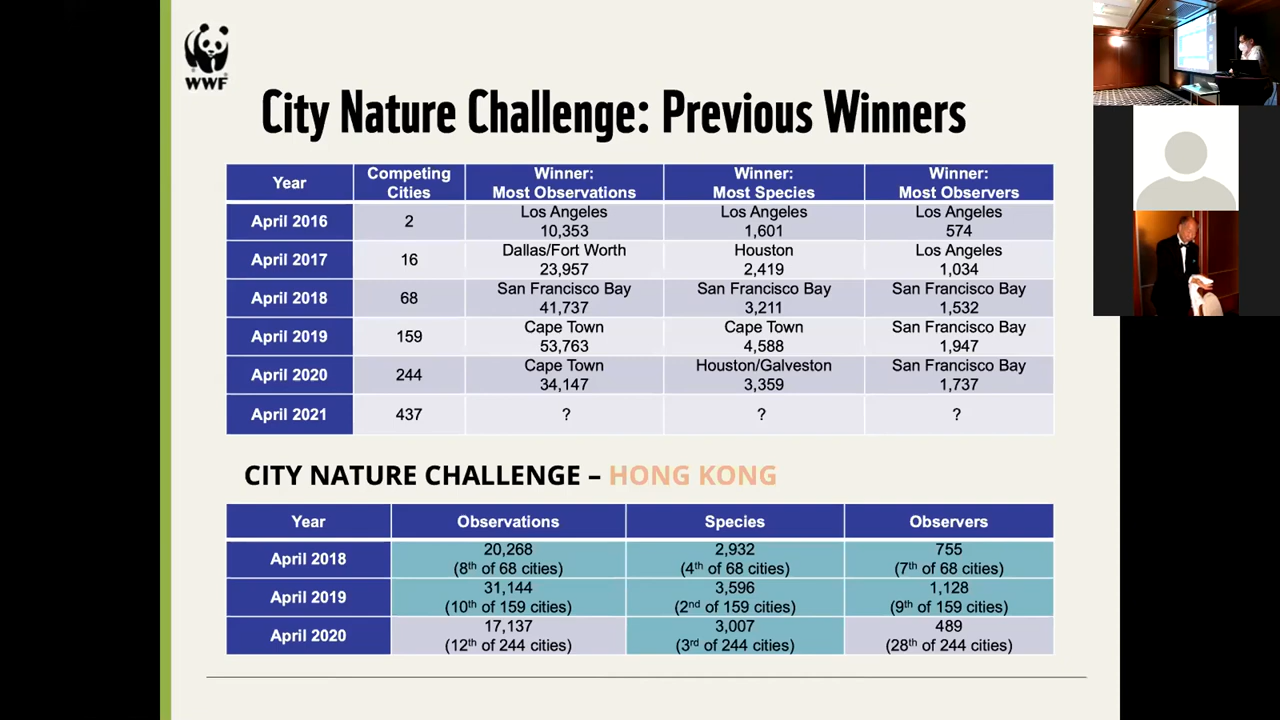 WWF
City Nature Challenge: Previous Winners
Year Competing Cities Winner: Most Observations Winner: Most Species Winner: Most Observers
April 2016 2 Los Angeles 10,353 Los Angeles 1,601 Los Angeles 574
April 2017 16 Dallas/Fort Worth 23,957 Houston 2,419 Los Angeles 1,034
April 2018 68 San Francisco Bay 41,737 San Francisco Bay 3,211 San Francisco Bay 1,532
April 2019 159 Cape Town 53,763 Cape Town 4,588 San Francisco Bay 1,947
April 2020 244 Cape Town 34,147 Houston/Galveston 3,359 San Francisco Bay 1,737
April 2021 437 ? ? ?
CITY NATURE CHALLENGE – HONG KONG
Year Observations Species Observers
April 2018 20,268 (8th of 68 cities) 2,932 (4th of 68 cities) 755 (7th of 68 cities)
April 2019 31,144 (10th of 159 cities) 3,596 (2nd of 159 cities) 1,128 (9th of 159 cities)
April 2020 17,137 (12th of 244 cities) 3,007 (3rd of 244 cities) 489 (28th of 244 cities)